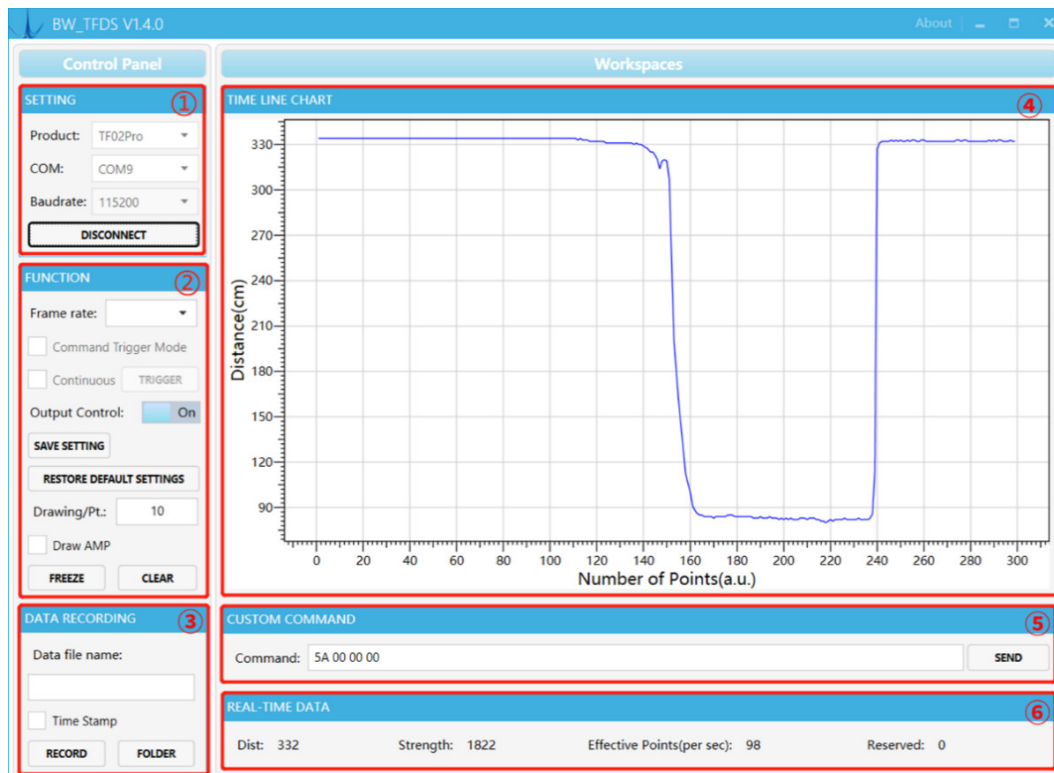 BW_TFDS V1.4.0
About
Control Panel
Workspaces
SETTING ①
Product: TF02Pro
COM: COM9
Baudrate: 115200
DISCONNECT
FUNCTION ②
Frame rate:
Command Trigger Mode
Continuous TRIGGER
Output Control: On
SAVE SETTING
RESTORE DEFAULT SETTINGS
Drawing/Pt.: 10
Draw AMP
FREEZE CLEAR
DATA RECORDING ③
Data file name:
Time Stamp
RECORD FOLDER
TIME LINE CHART ④
Distance(cm)
330
300
270
240
210
180
150
120
90
0 20 40 60 80 100 120 140 160 180 200 220 240 260 280 300
Number of Points(a.u.)
CUSTOM COMMAND ⑤
Command: 5A 00 00 00 SEND
REAL-TIME DATA ⑥
Dist: 332 Strength: 1822 Effective Points(per sec): 98 Reserved: 0